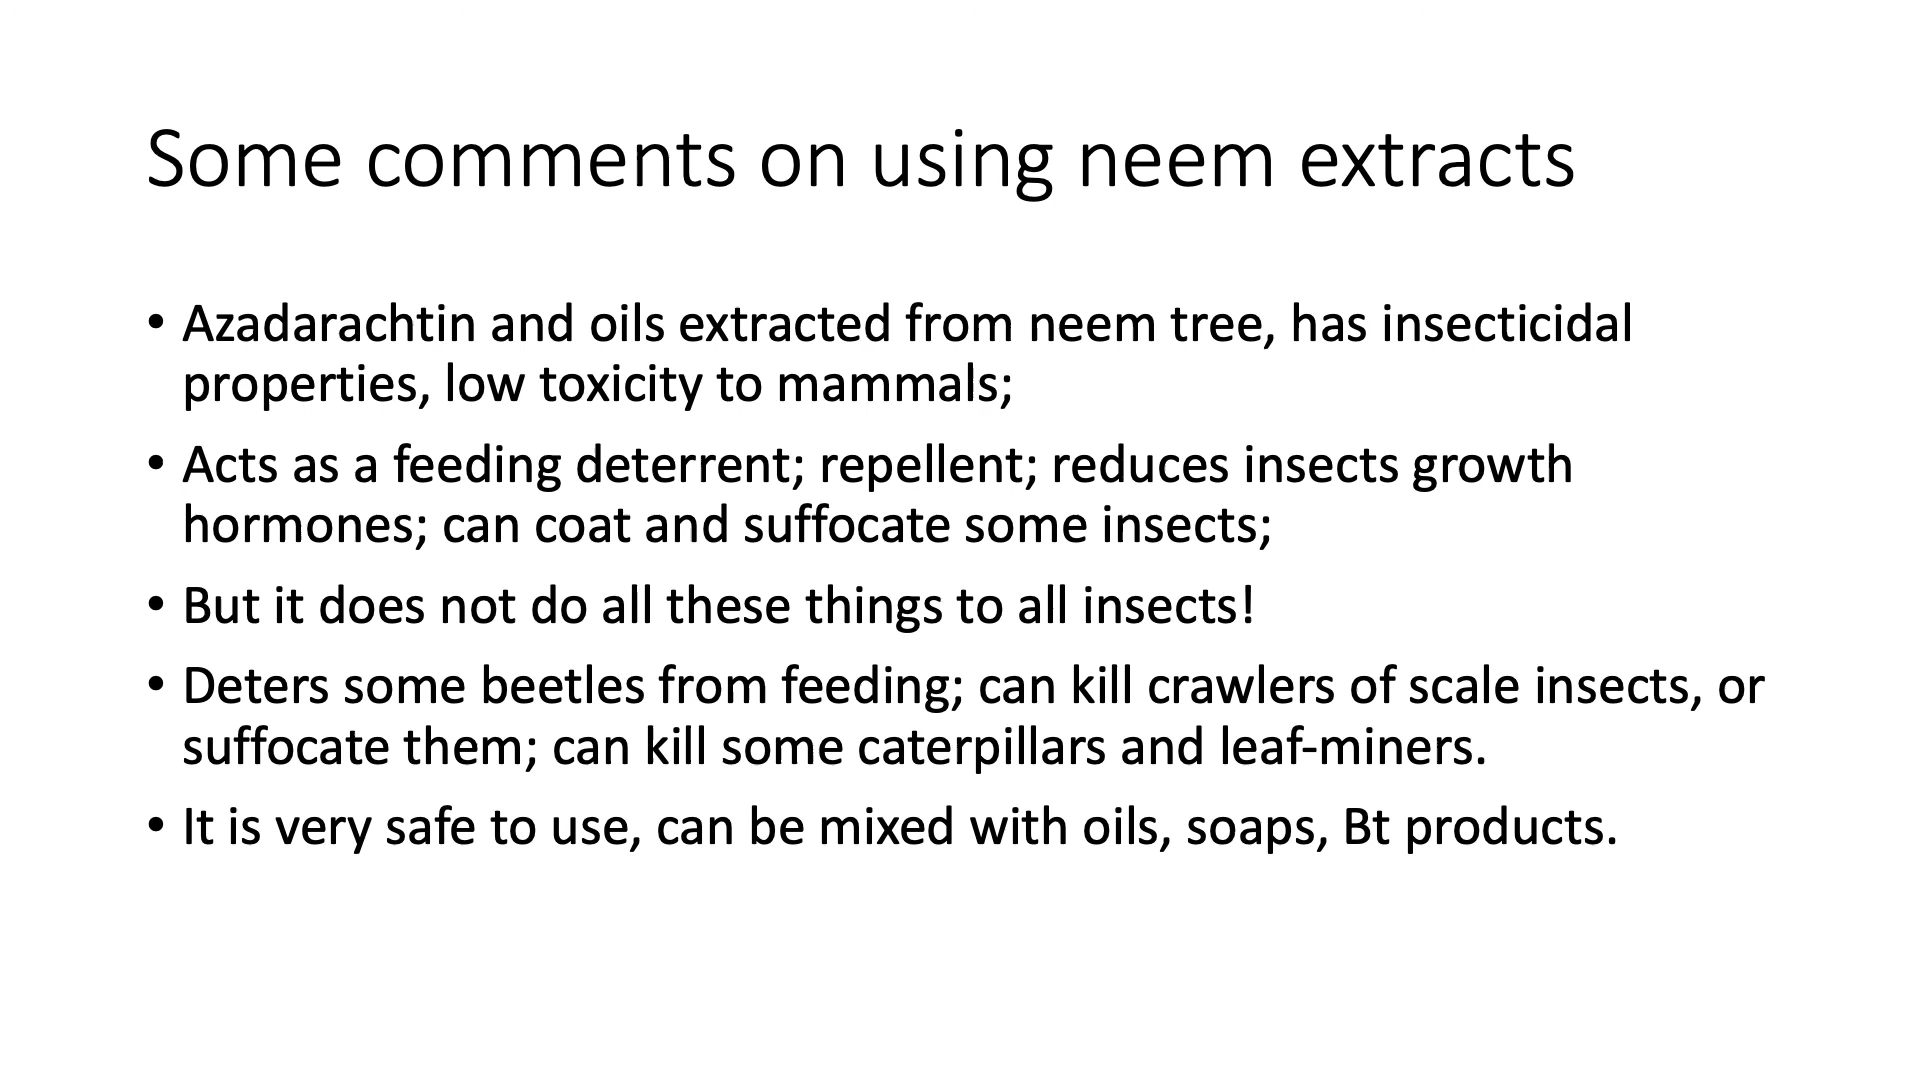 Some comments on using neem extracts
• Azadarachtin and oils extracted from neem tree, has insecticidal
properties, low toxicity to mammals;
• Acts as a feeding deterrent; repellent; reduces insects growth
hormones; can coat and suffocate some insects;
• But it does not do all these things to all insects!
• Deters some beetles from feeding; can kill crawlers of scale insects, or
suffocate them; can kill some caterpillars and leaf-miners.
• It is very safe to use, can be mixed with oils, soaps, Bt products.